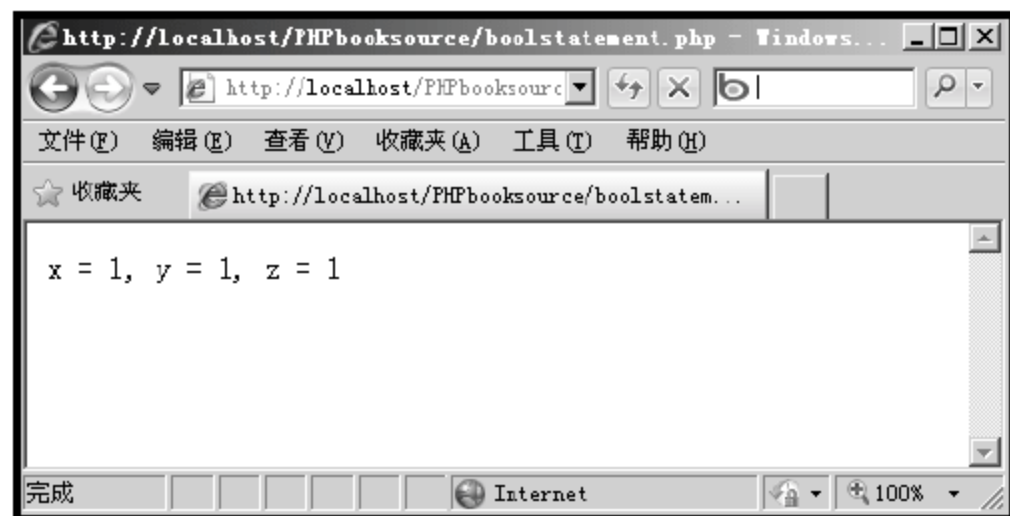 http://localhost/PHPbooksource/boolstatement.php - Windows...
http://localhost/PHPbooksourc
文件(F) 编辑(E) 查看(V) 收藏夹(A) 工具(T) 帮助(H)
收藏夹 http://localhost/PHPbooksource/boolstatem...
x = 1, y = 1, z = 1
完成 Internet 100%